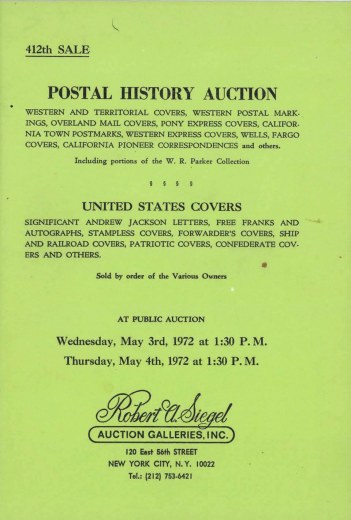 412th SALE
POSTAL HISTORY AUCTION
WESTERN AND TERRITORIAL COVERS, WESTERN POSTAL MARK-
INGS, OVERLAND MAIL COVERS, PONY EXPRESS COVERS, CALIFOR-
NIA TOWN POSTMARKS, WESTERN EXPRESS COVERS, WELLS, FARGO
COVERS, CALIFORNIA PIONEER CORRESPONDENCES and others.
Including portions of the W. R. Parker Collection
§ § § §
UNITED STATES COVERS
SIGNIFICANT ANDREW JACKSON LETTERS, FREE FRANKS AND
AUTOGRAPHS, STAMPLESS COVERS, FORWARDER'S COVERS, SHIP
AND RAILROAD COVERS, PATRIOTIC COVERS, CONFEDERATE COV-
ERS AND OTHERS.
Sold by order of the Various Owners
AT PUBLIC AUCTION
Wednesday, May 3rd, 1972 at 1:30 P. M.
Thursday, May 4th, 1972 at 1:30 P. M.
Robert A. Siegel
AUCTION GALLERIES, INC.
120 East 56th STREET
NEW YORK CITY, N. Y. 10022
Tel.: (212) 753-6421